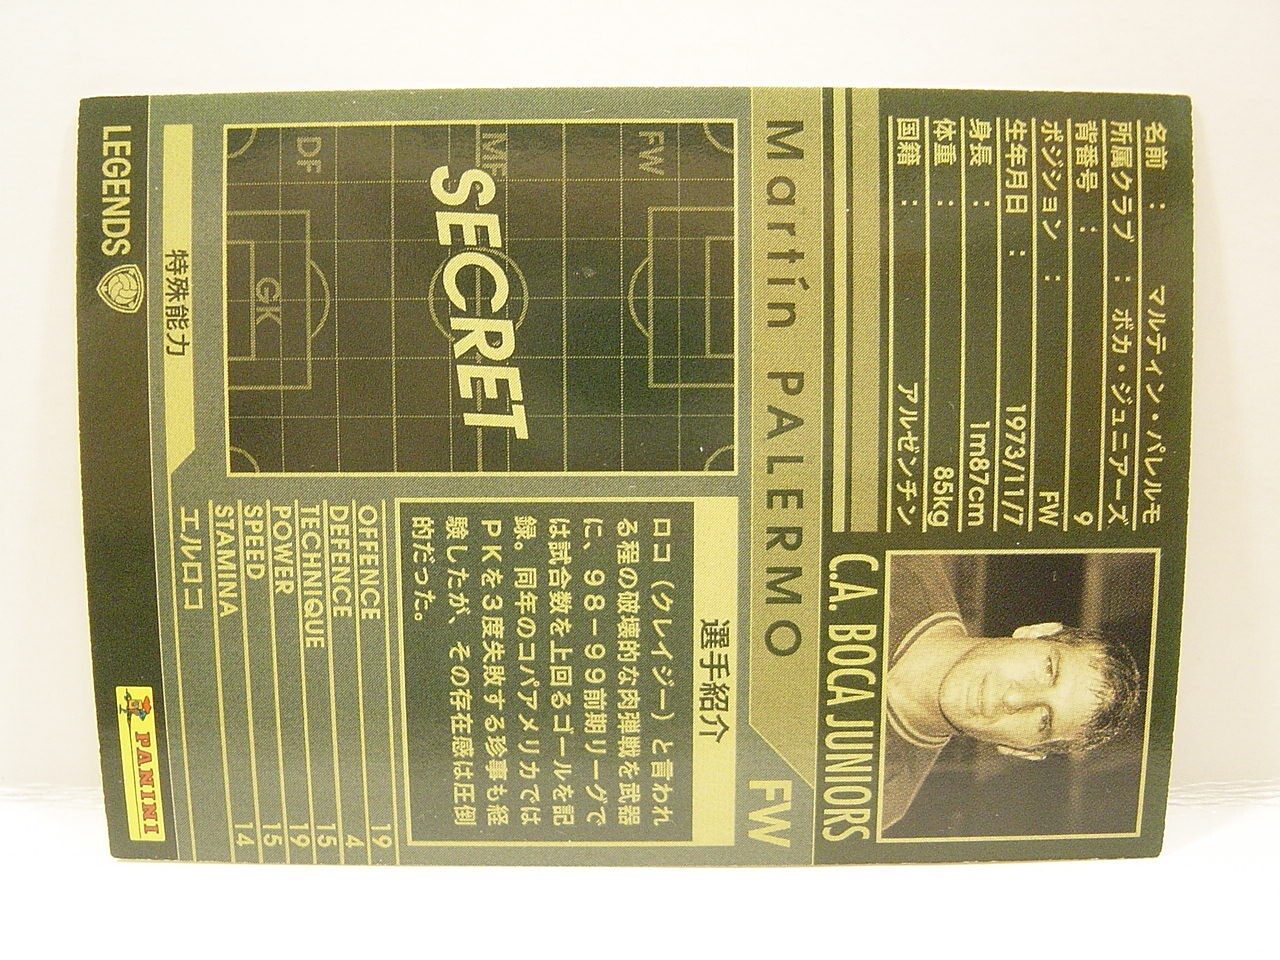 名前 : マルティン・パレルモ
所属クラブ : ボカ・ジュニアーズ
背番号 : 9
ポジション : FW
生年月日 : 1973/11/7
身長 : 1m87cm
体重 : 85kg
国籍 : アルゼンチン
C.A. BOCA JUNIORS
Martín PALERMO
FW
FW
MF
DF
GK
SECRET
選手紹介
ロコ(クレイジー)と言われ
る程の破壊的な肉弾戦を武器
に、98-99前期リーグで
は試合数を上回るゴールを記
録。同年のコパアメリカでは
PKを3度失敗する珍事も経
験したが、その存在感は圧倒
的だった。
OFFENCE 19
DEFENCE 4
TECHNIQUE 15
POWER 19
SPEED 15
STAMINA 14
特殊能力
エルロコ
LEGENDS
PANINI